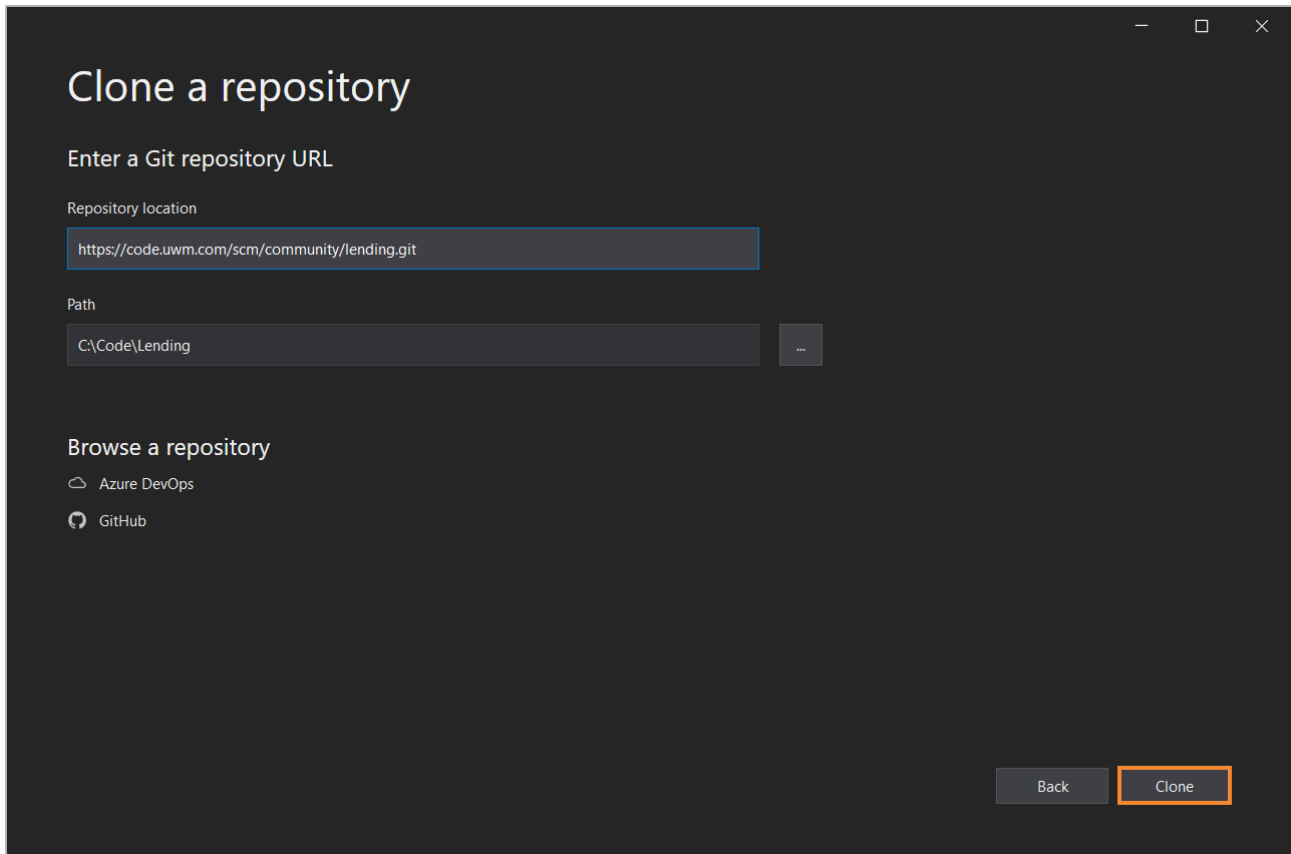 Clone a repository
Enter a Git repository URL
Repository location
https://code.uwm.com/scm/community/lending.git
Path
C:\Code\Lending
...
Browse a repository
Azure DevOps
GitHub
Back
Clone